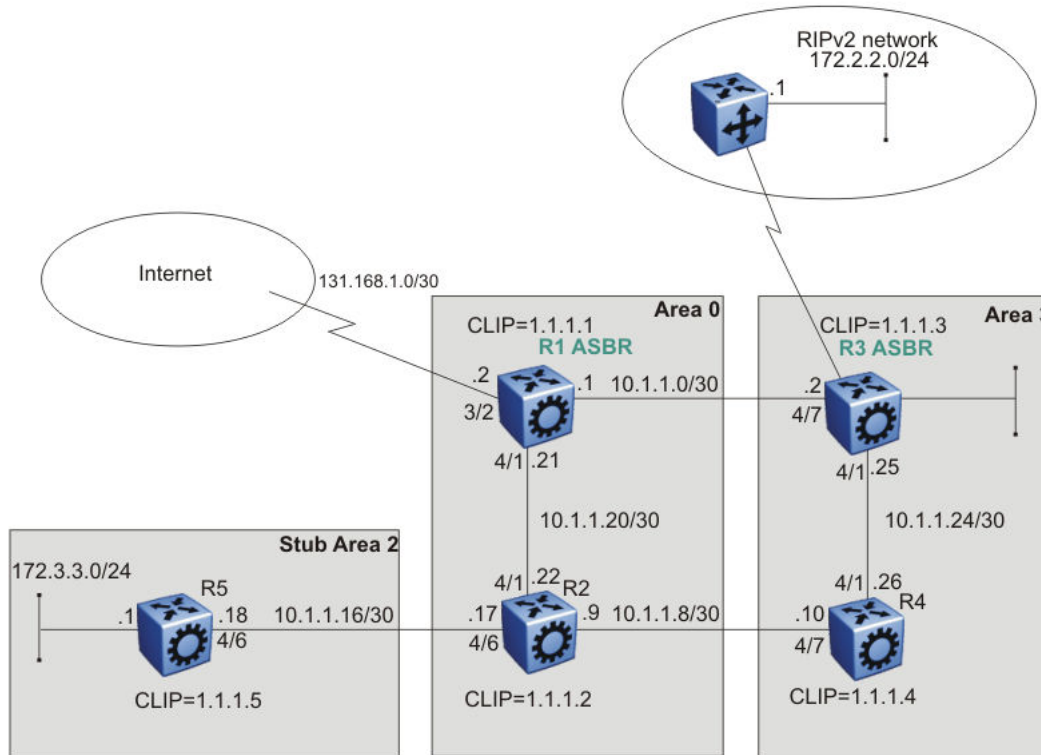 RIPv2 network
172.2.2.0/24
.1
Internet
131.168.1.0/30
Area 0
CLIP=1.1.1.1
R1 ASBR
.2
3/2
.1
10.1.1.0/30
4/1
.21
Area 3
CLIP=1.1.1.3
R3 ASBR
.2
4/7
4/1
.25
10.1.1.20/30
10.1.1.24/30
Stub Area 2
172.3.3.0/24
R5
.1
.18
4/6
10.1.1.16/30
CLIP=1.1.1.5
4/1
.22
R2
.17
4/6
.9
10.1.1.8/30
CLIP=1.1.1.2
4/1
.26
R4
.10
4/7
CLIP=1.1.1.4